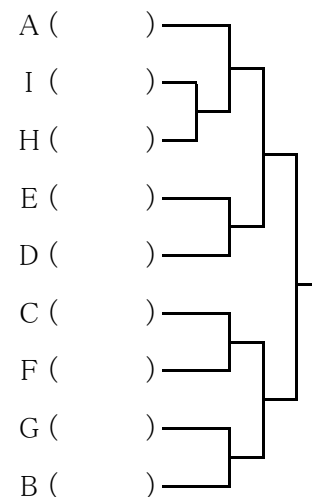 A (　　　)
I (　　　)
H (　　　)
E (　　　)
D (　　　)
C (　　　)
F (　　　)
G (　　　)
B (　　　)